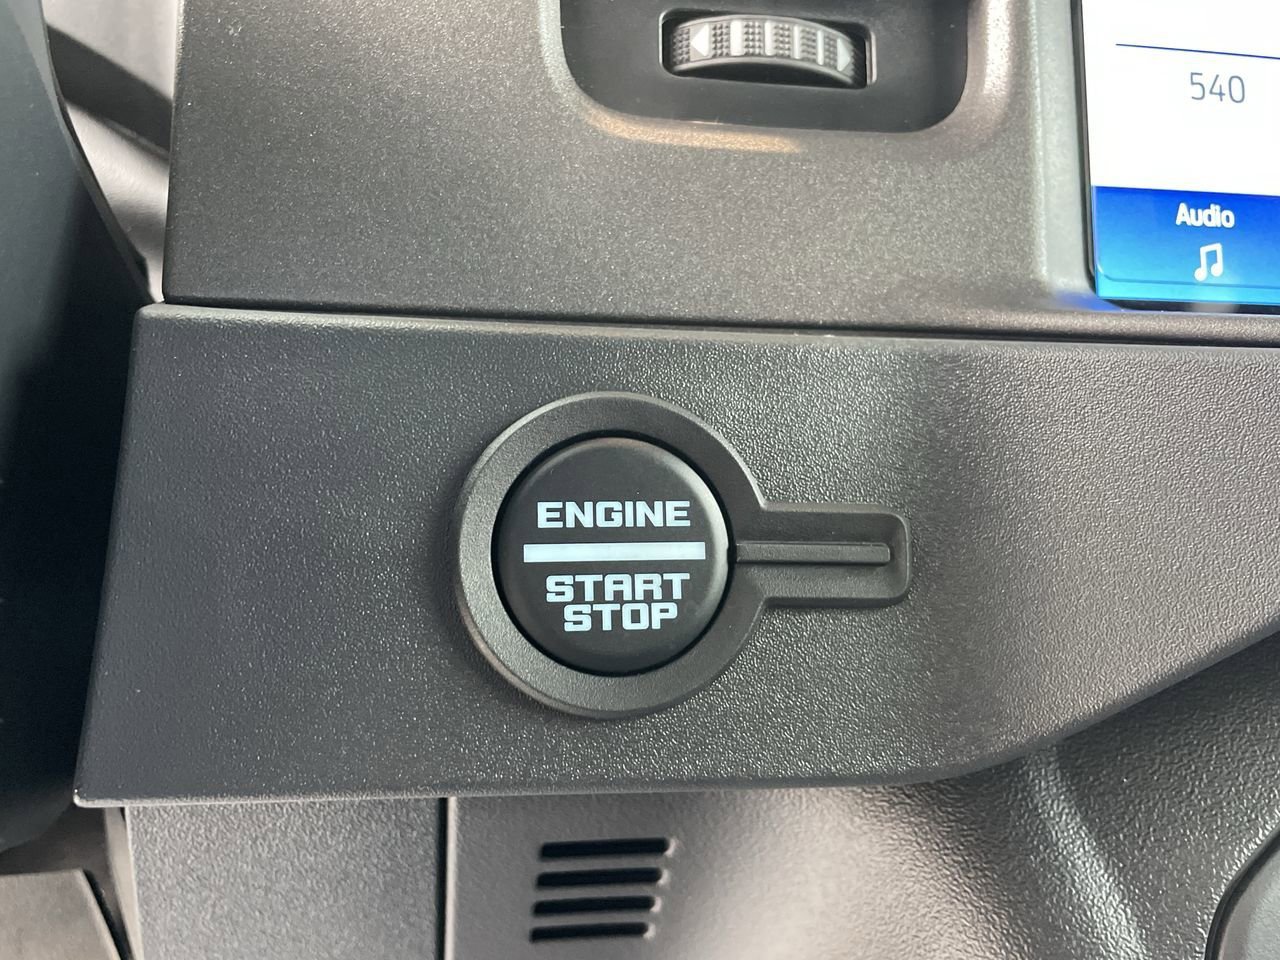 540
Audio
ENGINE
START
STOP